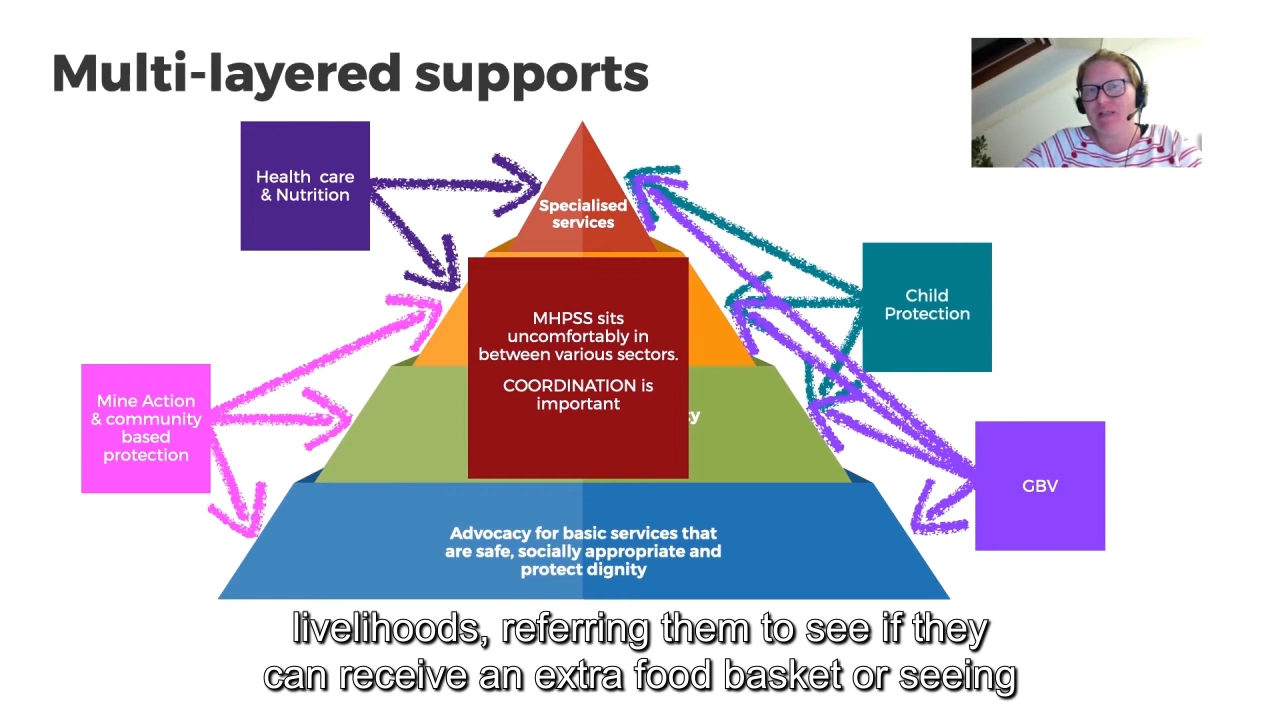 Multi-layered supports
Health care
& Nutrition
Specialised
services
MHPSS sits
uncomfortably in
between various sectors.
COORDINATION is
important
Child
Protection
Mine Action
& community
based
protection
GBV
Advocacy for basic services that
are safe, socially appropriate and
protect dignity
livelihoods, referring them to see if they
can receive an extra food basket or seeing